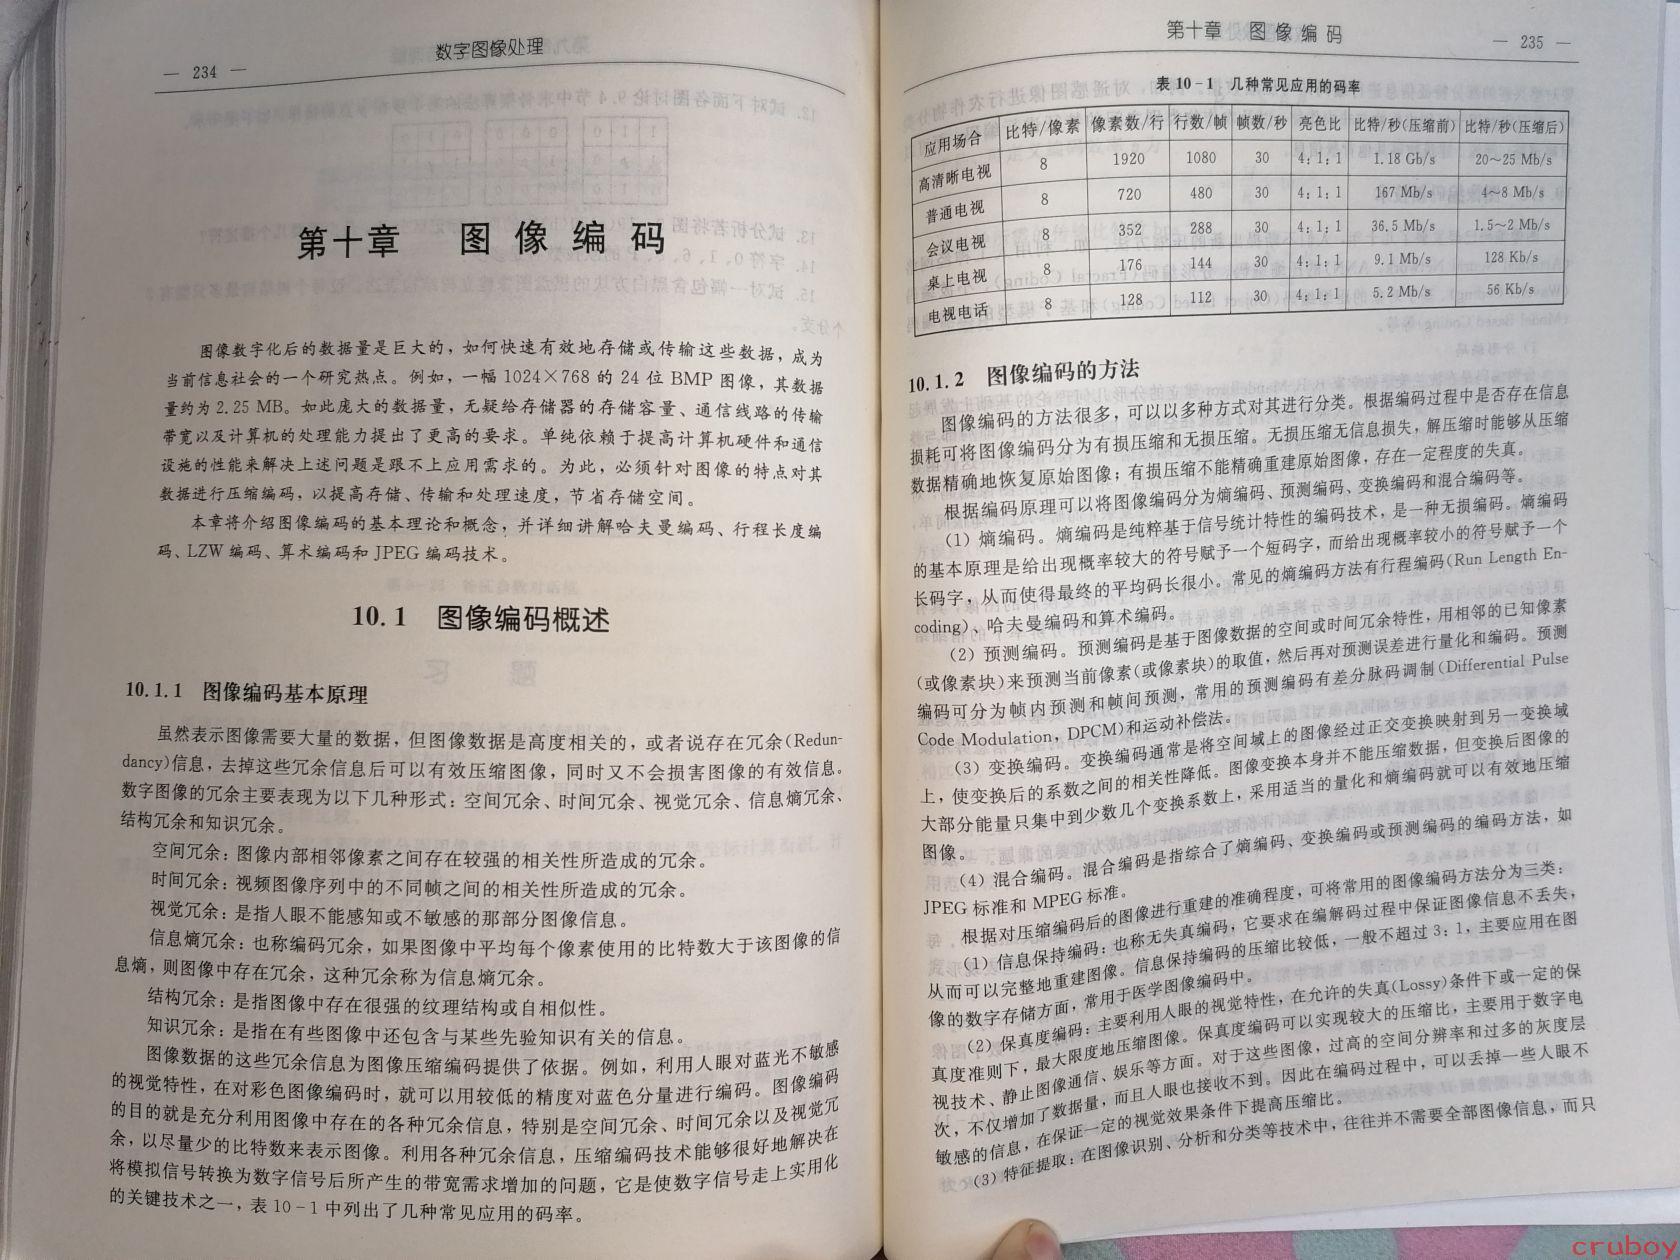 — 234 —
数字图像处理
第十章 图像编码
图像数字化后的数据量是巨大的，如何快速有效地存储或传输这些数据，成为
当前信息社会的一个研究热点。例如，一幅 1024×768 的 24 位 BMP 图像，其数据
量约为 2.25 MB。如此庞大的数据量，无疑给存储器的存储容量、通信线路的传输
带宽以及计算机的处理能力提出了更高的要求。单纯依赖于提高计算机硬件和通信
设施的性能来解决上述问题是跟不上应用需求的。为此，必须针对图像的特点对其
数据进行压缩编码，以提高存储、传输和处理速度，节省存储空间。
本章将介绍图像编码的基本理论和概念，并详细讲解哈夫曼编码、行程长度编
码、LZW 编码、算术编码和 JPEG 编码技术。
10.1 图像编码概述
10.1.1 图像编码基本原理
虽然表示图像需要大量的数据，但图像数据是高度相关的，或者说存在冗余(Redun-
dancy)信息，去掉这些冗余信息后可以有效压缩图像，同时又不会损害图像的有效信息。
数字图像的冗余主要表现为以下几种形式：空间冗余、时间冗余、视觉冗余、信息熵冗余、
结构冗余和知识冗余。
空间冗余：图像内部相邻像素之间存在较强的相关性所造成的冗余。
时间冗余：视频图像序列中的不同帧之间的相关性所造成的冗余。
视觉冗余：是指人眼不能感知或不敏感的那部分图像信息。
信息熵冗余：也称编码冗余，如果图像中平均每个像素使用的比特数大于该图像的信
息熵，则图像中存在冗余，这种冗余称为信息熵冗余。
结构冗余：是指图像中存在很强的纹理结构或自相似性。
知识冗余：是指在有些图像中还包含与某些先验知识有关的信息。
图像数据的这些冗余信息为图像压缩编码提供了依据。例如，利用人眼对蓝光不敏感
的视觉特性，在对彩色图像编码时，就可以用较低的精度对蓝色分量进行编码。图像编码
的目的就是充分利用图像中存在的各种冗余信息，特别是空间冗余、时间冗余以及视觉冗
余，以尽量少的比特数来表示图像。利用各种冗余信息，压缩编码技术能够很好地解决在
将模拟信号转换为数字信号后所产生的带宽需求增加的问题，它是使数字信号走上实用化
的关键技术之一，表 10-1 中列出了几种常见应用的码率。
第十章 图像编码
— 235 —
表 10-1 几种常见应用的码率
应用场合 比特/像素 像素数/行 行数/帧 帧数/秒 亮色比 比特/秒(压缩前) 比特/秒(压缩后)
高清晰电视 8 1920 1080 30 4:1:1 1.18 Gb/s 20~25 Mb/s
普通电视 8 720 480 30 4:1:1 167 Mb/s 4~8 Mb/s
会议电视 8 352 288 30 4:1:1 36.5 Mb/s 1.5~2 Mb/s
桌上电视 8 176 144 30 4:1:1 9.1 Mb/s 128 Kb/s
电视电话 8 128 112 30 4:1:1 5.2 Mb/s 56 Kb/s
10.1.2 图像编码的方法
图像编码的方法很多，可以以多种方式对其进行分类。根据编码过程中是否存在信息
损耗可将图像编码分为有损压缩和无损压缩。无损压缩无信息损失，解压缩时能够从压缩
数据精确地恢复原始图像；有损压缩不能精确重建原始图像，存在一定程度的失真。
根据编码原理可以将图像编码分为熵编码、预测编码、变换编码和混合编码等。
(1) 熵编码。熵编码是纯粹基于信号统计特性的编码技术，是一种无损编码。熵编码
的基本原理是给出现概率较大的符号赋予一个短码字，而给出现概率较小的符号赋予一个
长码字，从而使得最终的平均码长很小。常见的熵编码方法有行程编码(Run Length En-
coding)、哈夫曼编码和算术编码。
(2) 预测编码。预测编码是基于图像数据的空间或时间冗余特性，用相邻的已知像素
(或像素块)来预测当前像素(或像素块)的取值，然后再对预测误差进行量化和编码。预测
编码可分为帧内预测和帧间预测，常用的预测编码有差分脉码调制(Differential Pulse
Code Modulation，DPCM)和运动补偿法。
(3) 变换编码。变换编码通常是将空间域上的图像经过正交变换映射到另一变换域
上，使变换后的系数之间的相关性降低。图像变换本身并不能压缩数据，但变换后图像的
大部分能量只集中到少数几个变换系数上，采用适当的量化和熵编码就可以有效地压缩
图像。
(4) 混合编码。混合编码是指综合了熵编码、变换编码或预测编码的编码方法，如
JPEG 标准和 MPEG 标准。
根据对压缩编码后的图像进行重建的准确程度，可将常用的图像编码方法分为三类：
(1) 信息保持编码：也称无失真编码，它要求在编解码过程中保证图像信息不丢失，
从而可以完整地重建图像。信息保持编码的压缩比较低，一般不超过 3:1，主要应用在图
像的数字存储方面，常用于医学图像编码中。
(2) 保真度编码：主要利用人眼的视觉特性，在允许的失真(Lossy)条件下或一定的保
真度准则下，最大限度地压缩图像。保真度编码可以实现较大的压缩比，主要用于数字电
视技术、静止图像通信、娱乐等方面。对于这些图像，过高的空间分辨率和过多的灰度层
次，不仅增加了数据量，而且人眼也接收不到。因此在编码过程中，可以丢掉一些人眼不
敏感的信息，在保证一定的视觉效果条件下提高压缩比。
(3) 特征提取：在图像识别、分析和分类等技术中，往往并不需要全部图像信息，而只
cruboy